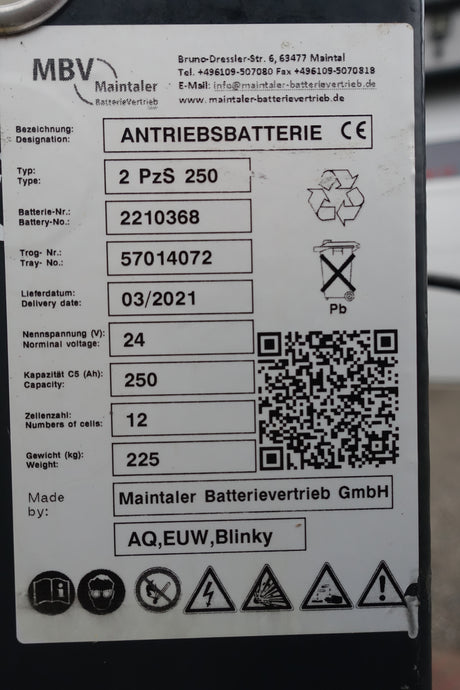 MBV
Maintaler
BatterieVertrieb
Bruno-Dressler-Str. 6, 63477 Maintal
Tel. +496109-507080 Fax +496109-5070818
E-Mail: info@maintaler-batterievertrieb.de
www.maintaler-batterievertrieb.de
Bezeichnung:
Designation:
ANTRIEBSBATTERIE CE
Typ:
Type:
2 PzS 250
Batterie-Nr.:
Battery-No.:
2210368
Trog- Nr.:
Tray- No.:
57014072
Lieferdatum:
Delivery date:
03/2021
Pb
Nennspannung (V):
Norminal voltage:
24
Kapazität C5 (Ah):
Capacity:
250
Zellenzahl:
Numbers of cells:
12
Gewicht (kg):
Weight:
225
Made
by:
Maintaler Batterievertrieb GmbH
AQ,EUW,Blinky